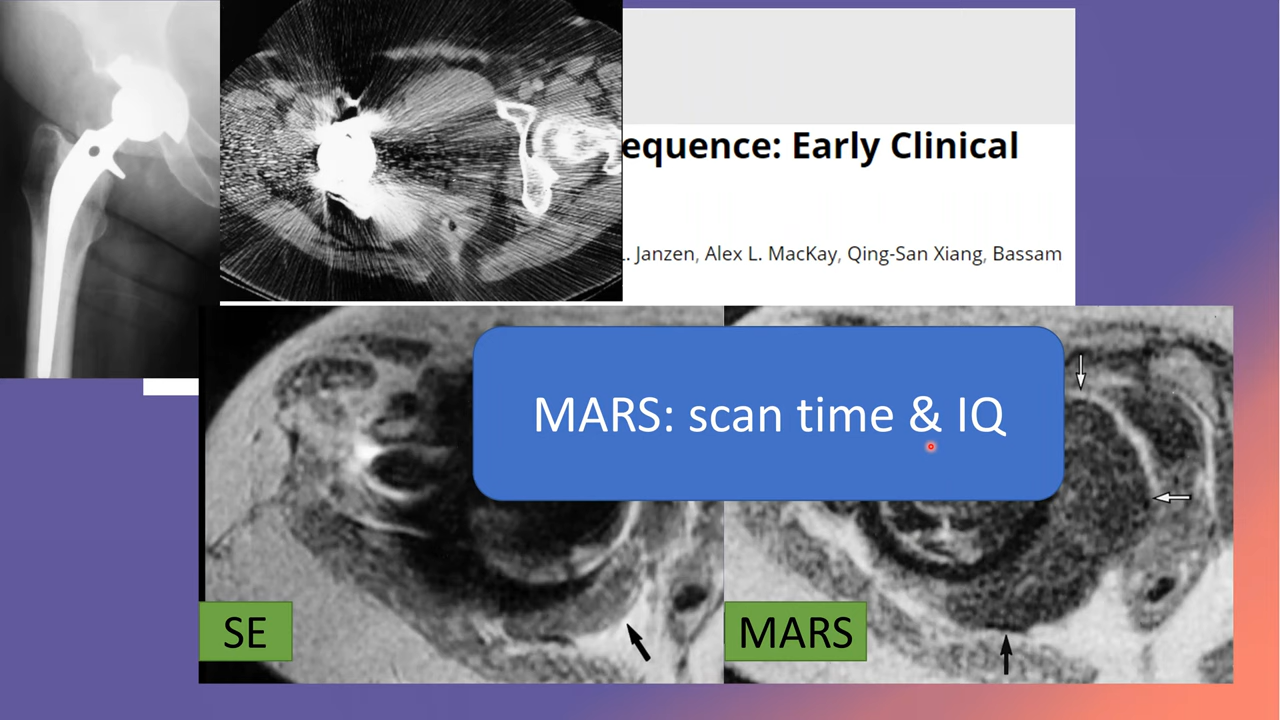 equence: Early Clinical
. Janzen, Alex L. MacKay, Qing-San Xiang, Bassam
MARS: scan time & IQ
SE
MARS